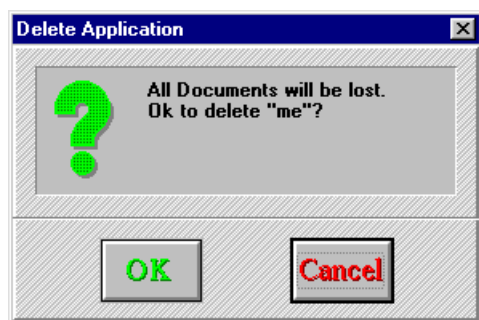 Delete Application
All Documents will be lost.
Ok to delete "me"?
OK
Cancel